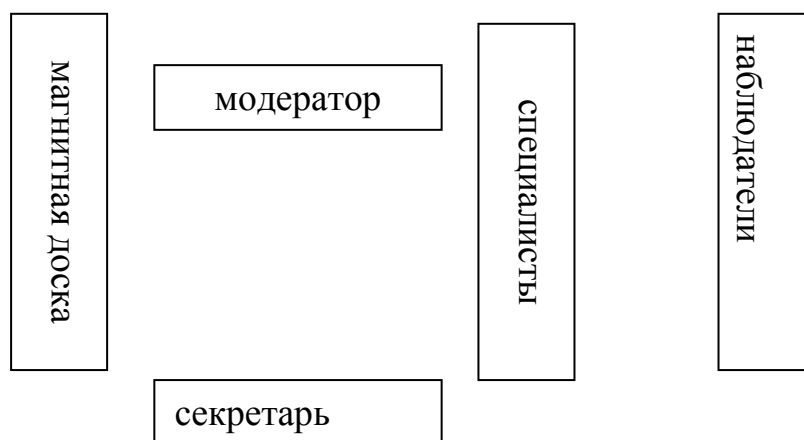 магнитная доска
модератор
специалисты
наблюдатели
секретарь